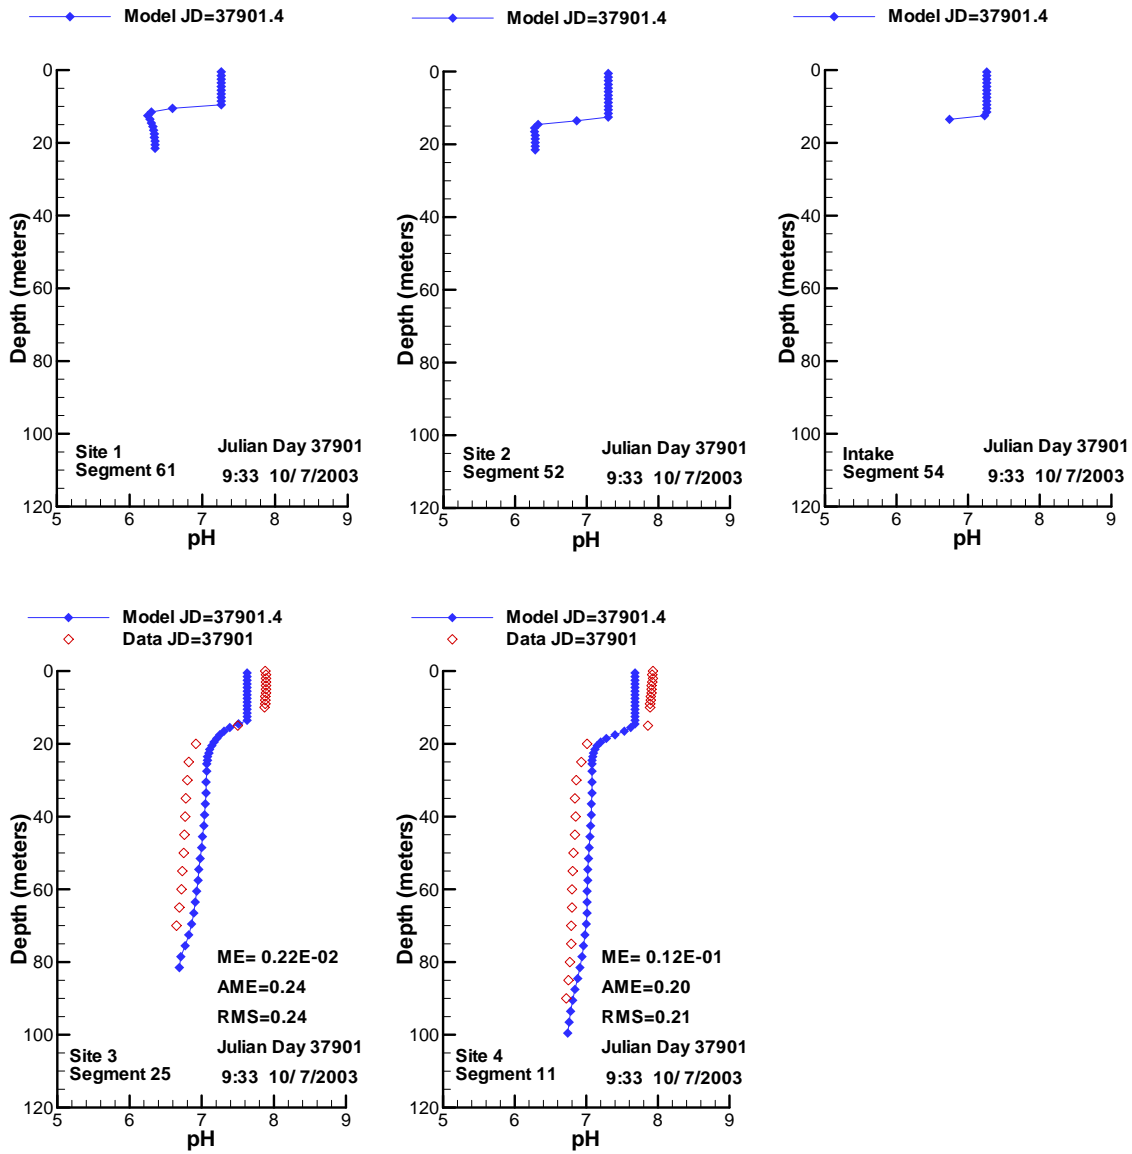 Model JD=37901.4
0
20
40
60
80
100
120
Depth (meters)
Site 1
Segment 61
Julian Day 37901
9:33 10/ 7/2003
5 6 7 8 9
pH
Model JD=37901.4
0
20
40
60
80
100
120
Depth (meters)
Site 2
Segment 52
Julian Day 37901
9:33 10/ 7/2003
5 6 7 8 9
pH
Model JD=37901.4
0
20
40
60
80
100
120
Depth (meters)
Intake
Segment 54
Julian Day 37901
9:33 10/ 7/2003
5 6 7 8 9
pH
Model JD=37901.4
Data JD=37901
0
20
40
60
80
100
120
Depth (meters)
ME= 0.22E-02
AME=0.24
RMS=0.24
Site 3
Segment 25
Julian Day 37901
9:33 10/ 7/2003
5 6 7 8 9
pH
Model JD=37901.4
Data JD=37901
0
20
40
60
80
100
120
Depth (meters)
ME= 0.12E-01
AME=0.20
RMS=0.21
Site 4
Segment 11
Julian Day 37901
9:33 10/ 7/2003
5 6 7 8 9
pH